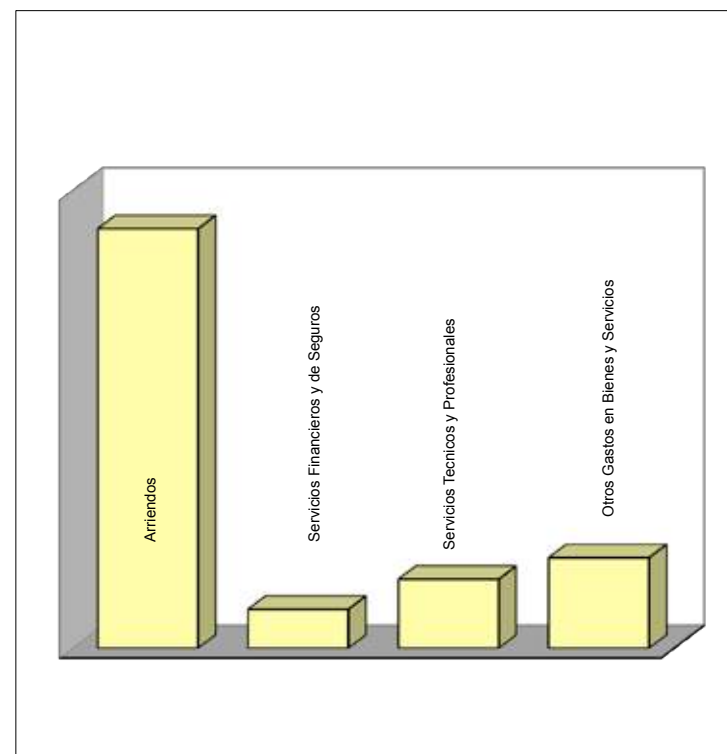 Arriendos
Servicios Financieros y de Seguros
Servicios Tecnicos y Profesionales
Otros Gastos en Bienes y Servicios